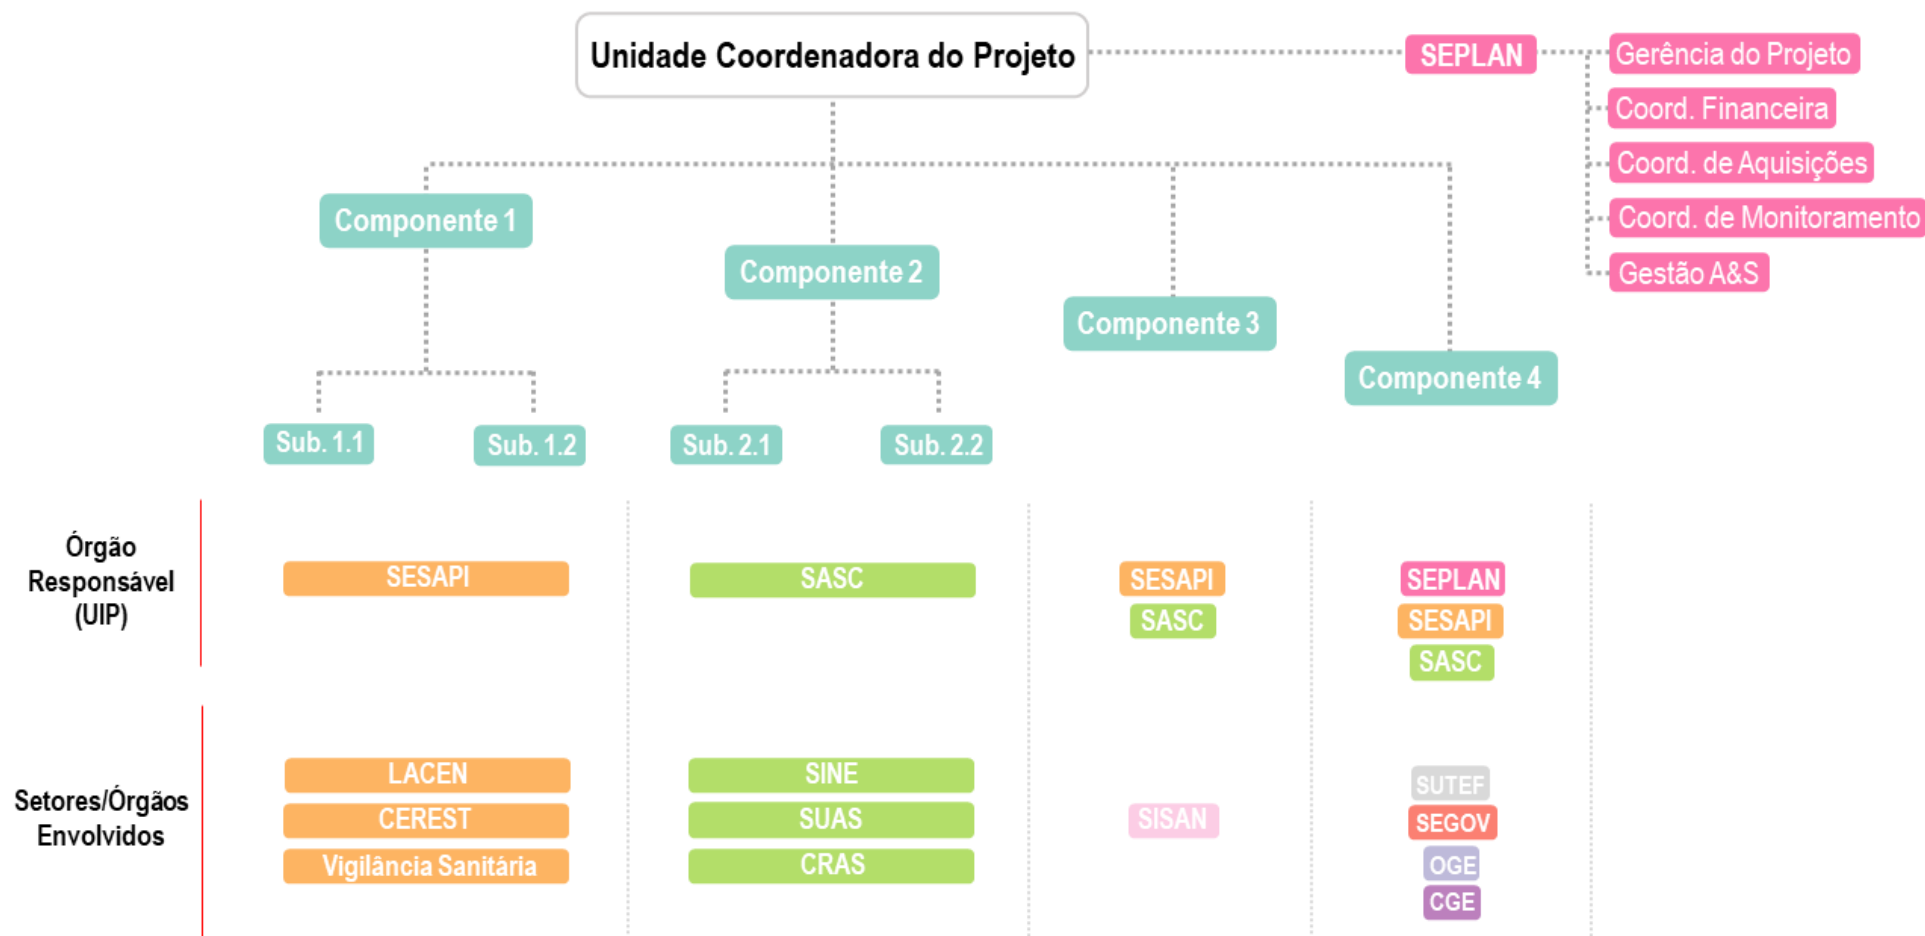 Unidade Coordenadora do Projeto
SEPLAN
Gerência do Projeto
Coord. Financeira
Coord. de Aquisições
Coord. de Monitoramento
Gestão A&S
Componente 1
Componente 2
Componente 3
Componente 4
Sub. 1.1
Sub. 1.2
Sub. 2.1
Sub. 2.2
Órgão
Responsável
(UIP)
SESAPI
SASC
SESAPI
SASC
SEPLAN
SESAPI
SASC
Setores/Órgãos
Envolvidos
LACEN
CEREST
Vigilância Sanitária
SINE
SUAS
CRAS
SISAN
SUTEF
SEGOV
OGE
CGE